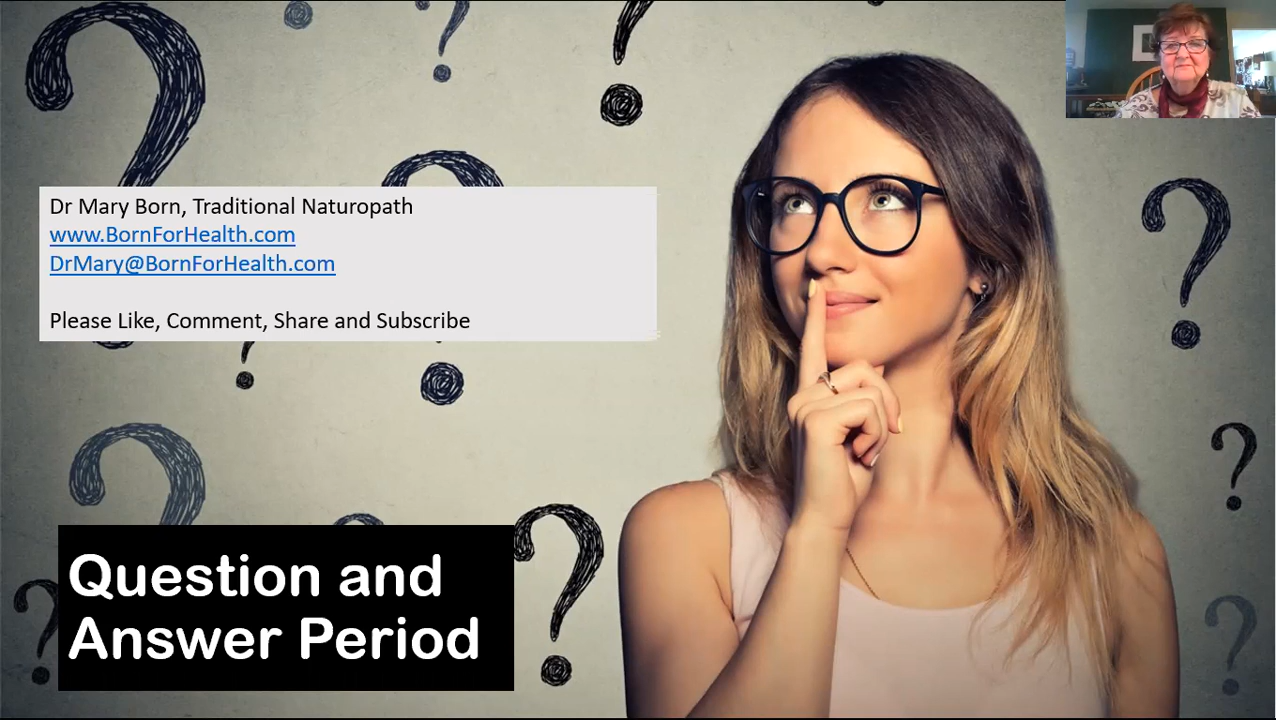 Dr Mary Born, Traditional Naturopath
www.BornForHealth.com
DrMary@BornForHealth.com
Please Like, Comment, Share and Subscribe
Question and
Answer Period